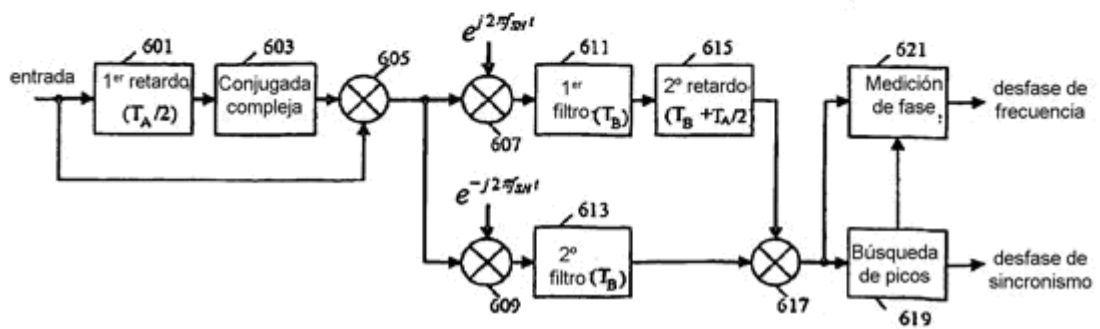 entrada
601
1er retardo
(TA/2)
603
Conjugada
compleja
605
e^j2πfSHt
607
611
1er
filtro (TB)
615
2º retardo
(TB +TA/2)
621
Medición
de fase
desfase de
frecuencia
e^-j2πfSHt
609
613
2º
filtro (TB)
617
Búsqueda
de picos
619
desfase de
sincronismo